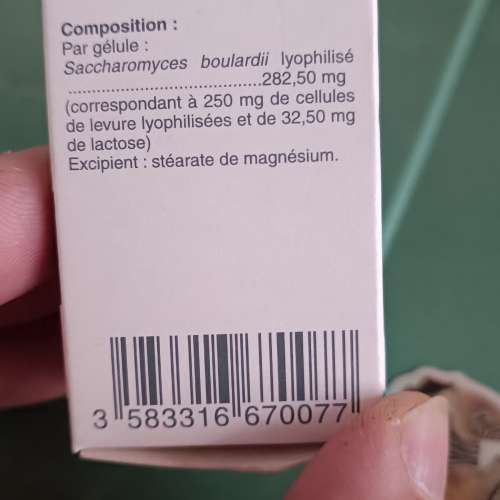 Composition :
Par gélule :
Saccharomyces boulardii lyophilisé
......................................282,50 mg
(correspondant à 250 mg de cellules
de levure lyophilisées et de 32,50 mg
de lactose)
Excipient : stéarate de magnésium.
3 583316 670077